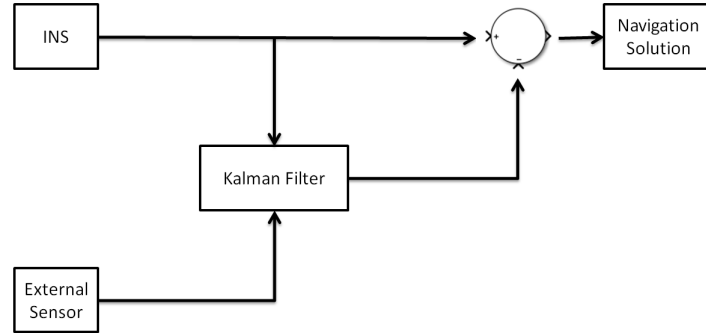 INS
+
−
Navigation
Solution
Kalman Filter
External
Sensor